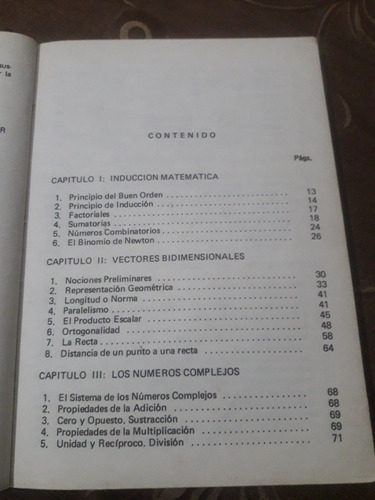 sus-
r la
R
CONTENIDO
Págs.
CAPITULO I: INDUCCION MATEMATICA
1. Principio del Buen Orden 13
2. Principio de Inducción 14
3. Factoriales 17
4. Sumatorias 18
5. Números Combinatorios 24
6. El Binomio de Newton 26
CAPITULO II: VECTORES BIDIMENSIONALES
1. Nociones Preliminares 30
2. Representación Geométrica 33
3. Longitud o Norma 41
4. Paralelismo 41
5. El Producto Escalar 45
6. Ortogonalidad 48
7. La Recta 58
8. Distancia de un punto a una recta 64
CAPITULO III: LOS NUMEROS COMPLEJOS
1. El Sistema de los Números Complejos 68
2. Propiedades de la Adición 68
3. Cero y Opuesto, Sustracción 69
4. Propiedades de la Multiplicación 69
5. Unidad y Recíproco, División 71